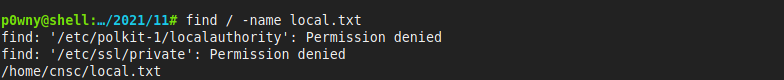 p0wny@shell:…/2021/11# find / -name local.txt
find: '/etc/polkit-1/localauthority': Permission denied
find: '/etc/ssl/private': Permission denied
/home/cnsc/local.txt